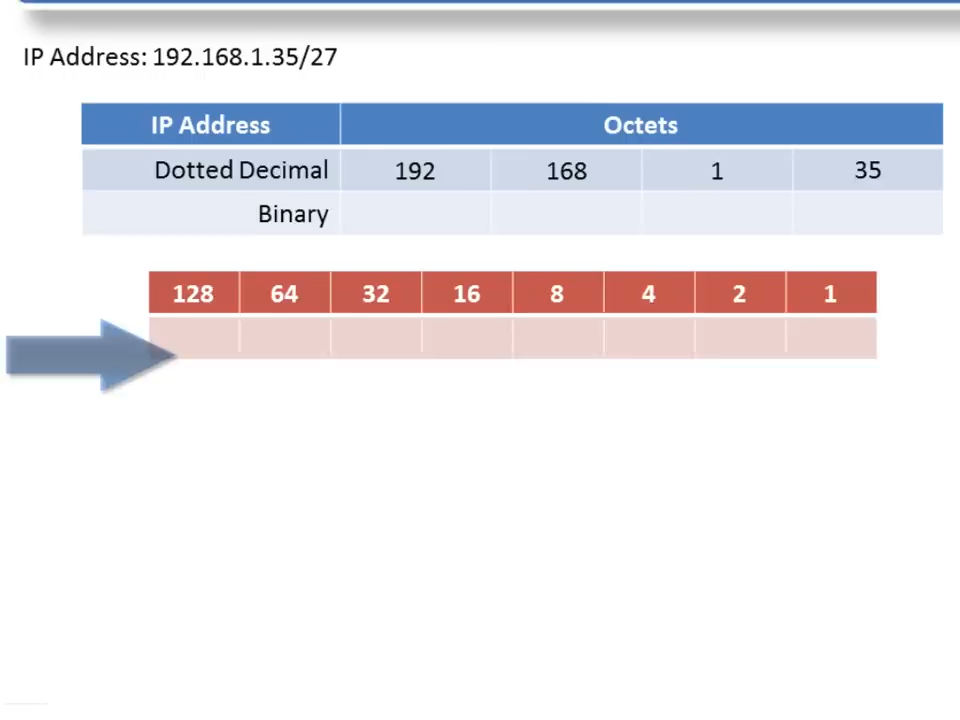 IP Address: 192.168.1.35/27
IP Address Octets
Dotted Decimal 192 168 1 35
Binary
128 64 32 16 8 4 2 1